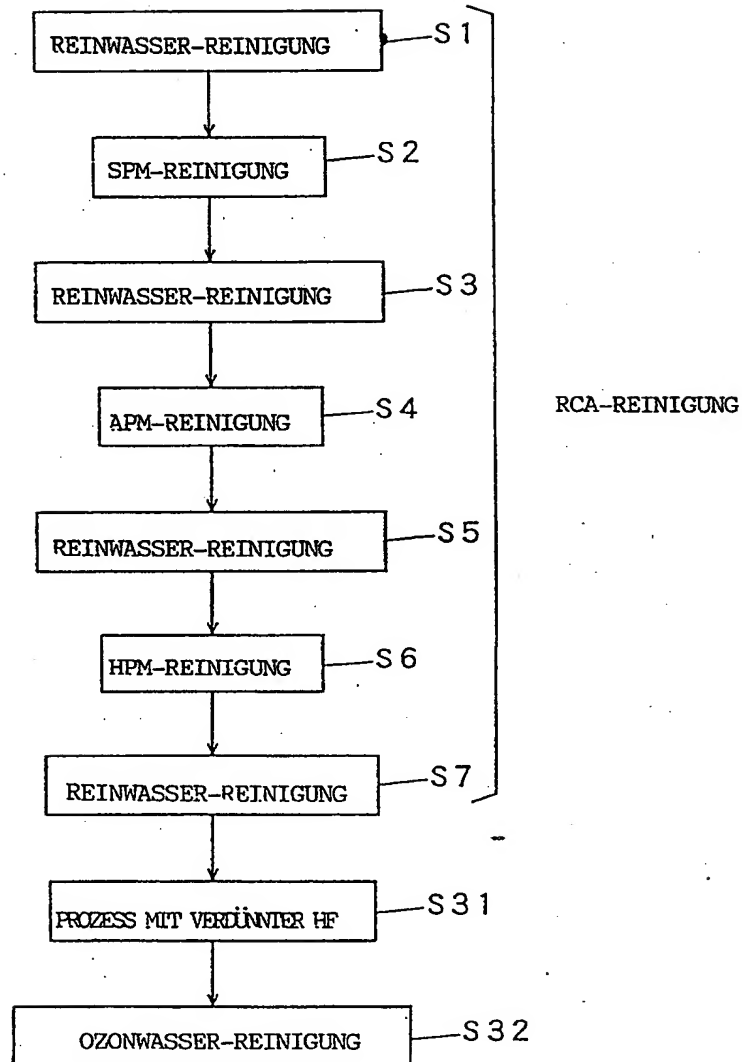 REINWASSER-REINIGUNG S1
SPM-REINIGUNG S2
REINWASSER-REINIGUNG S3
APM-REINIGUNG S4
RCA-REINIGUNG
REINWASSER-REINIGUNG S5
HPM-REINIGUNG S6
REINWASSER-REINIGUNG S7
PROZESS MIT VERDÜNNTER HF S31
OZONWASSER-REINIGUNG S32